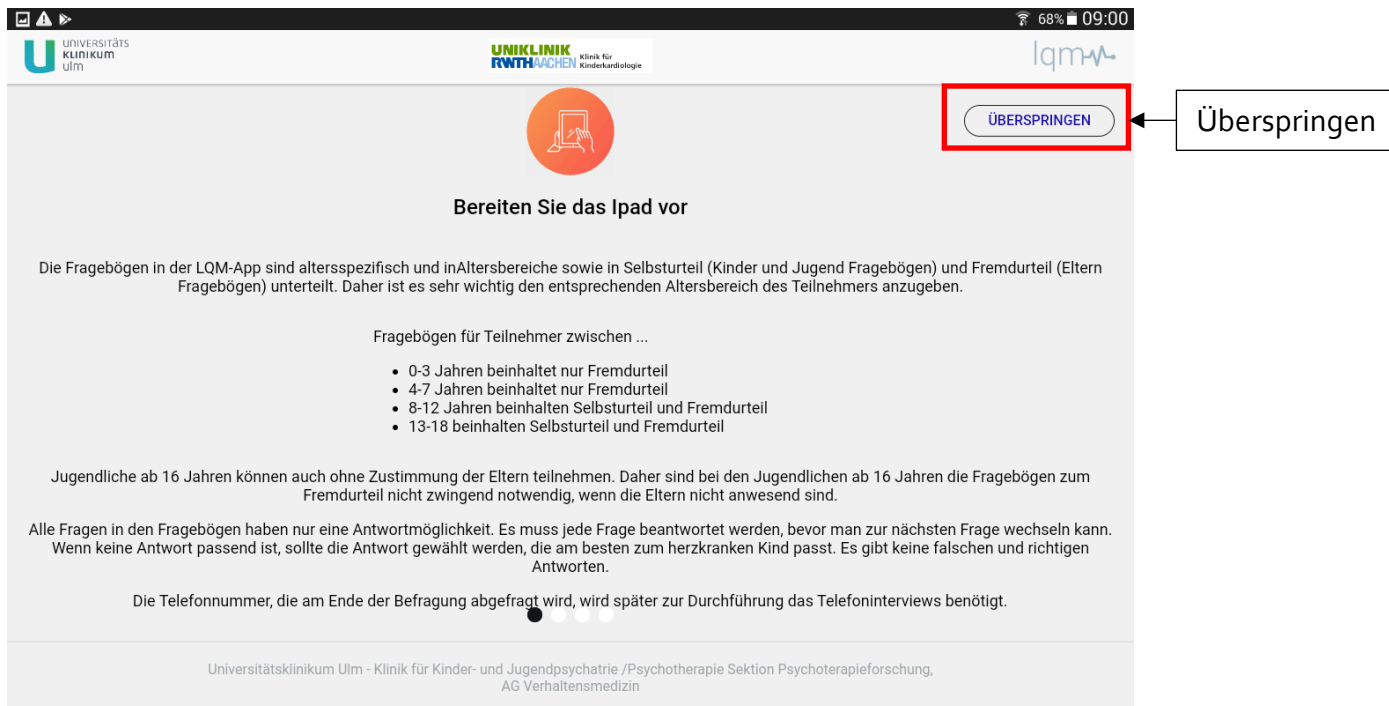 68% 09:00
UNIVERSITÄTS
KLINIKUM
ulm
UNIKLINIK
RWTHAACHEN
Klinik für
Kinderkardiologie
lqm
ÜBERSPRINGEN
Überspringen
Bereiten Sie das Ipad vor
Die Fragebögen in der LQM-App sind altersspezifisch und inAltersbereiche sowie in Selbsturteil (Kinder und Jugend Fragebögen) und Fremdurteil (Eltern
Fragebögen) unterteilt. Daher ist es sehr wichtig den entsprechenden Altersbereich des Teilnehmers anzugeben.
Fragebögen für Teilnehmer zwischen ...
• 0-3 Jahren beinhaltet nur Fremdurteil
• 4-7 Jahren beinhaltet nur Fremdurteil
• 8-12 Jahren beinhalten Selbsturteil und Fremdurteil
• 13-18 beinhalten Selbsturteil und Fremdurteil
Jugendliche ab 16 Jahren können auch ohne Zustimmung der Eltern teilnehmen. Daher sind bei den Jugendlichen ab 16 Jahren die Fragebögen zum
Fremdurteil nicht zwingend notwendig, wenn die Eltern nicht anwesend sind.
Alle Fragen in den Fragebögen haben nur eine Antwortmöglichkeit. Es muss jede Frage beantwortet werden, bevor man zur nächsten Frage wechseln kann.
Wenn keine Antwort passend ist, sollte die Antwort gewählt werden, die am besten zum herzkranken Kind passt. Es gibt keine falschen und richtigen
Antworten.
Die Telefonnummer, die am Ende der Befragung abgefragt wird, wird später zur Durchführung das Telefoninterviews benötigt.
Universitätsklinikum Ulm - Klinik für Kinder- und Jugendpsychatrie /Psychotherapie Sektion Psychoterapieforschung,
AG Verhaltensmedizin